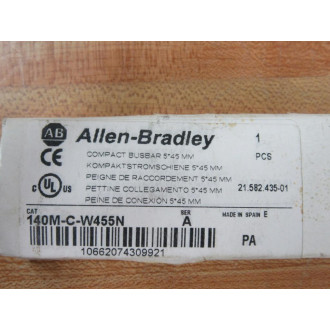 AB Allen-Bradley 1
CE COMPACT BUSBAR 5*45 MM PCS
KOMPAKTSTROMSCHIENE 5*45 MM
PEIGNE DE RACCORDEMENT 5*45 MM
c UL US PETTINE COLLEGAMENTO 5*45 MM 21.582.435-01
PEINE DE CONEXIÓN 5*45 MM
CAT SER MADE IN SPAIN E
140M-C-W455N A
PA
10662074309921